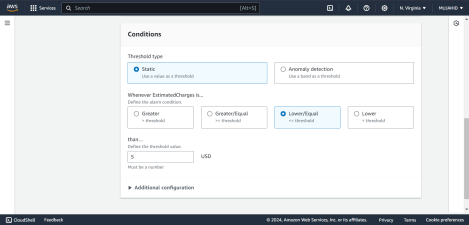 aws
Services
Search
[Alt+S]
N. Virginia
MUJAHID
Conditions
Threshold type
Static
Use a value as a threshold
Anomaly detection
Use a band as a threshold
Whenever EstimatedCharges is...
Define the alarm condition.
Greater
> threshold
Greater/Equal
>= threshold
Lower/Equal
<= threshold
Lower
< threshold
than...
Define the threshold value.
5
USD
Must be a number
Additional configuration
CloudShell
Feedback
© 2024, Amazon Web Services, Inc. or its affiliates.
Privacy
Terms
Cookie preferences